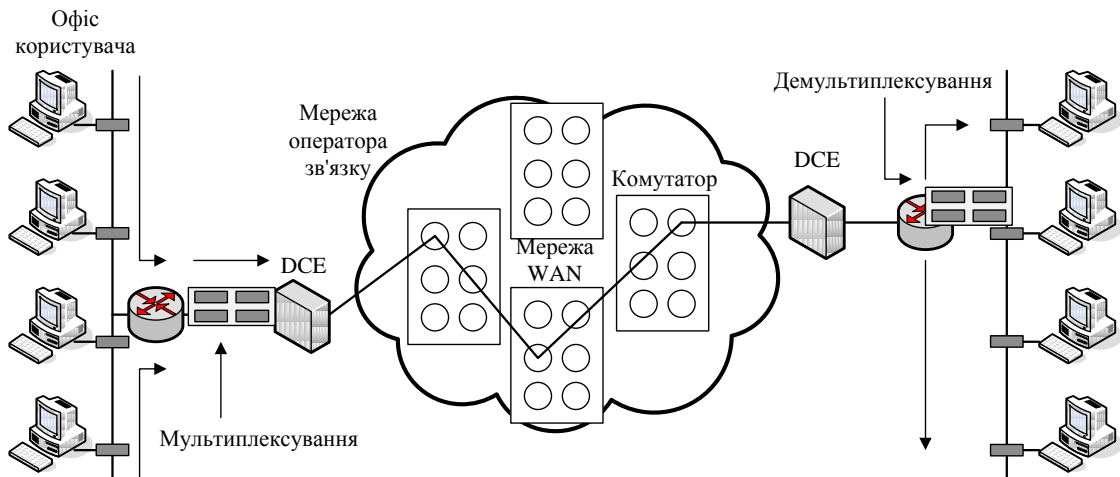 Офіс
користувача
Мережа
оператора
зв'язку
DCE
Мультиплексування
Мережа
WAN
Комутатор
DCE
Демультиплексування